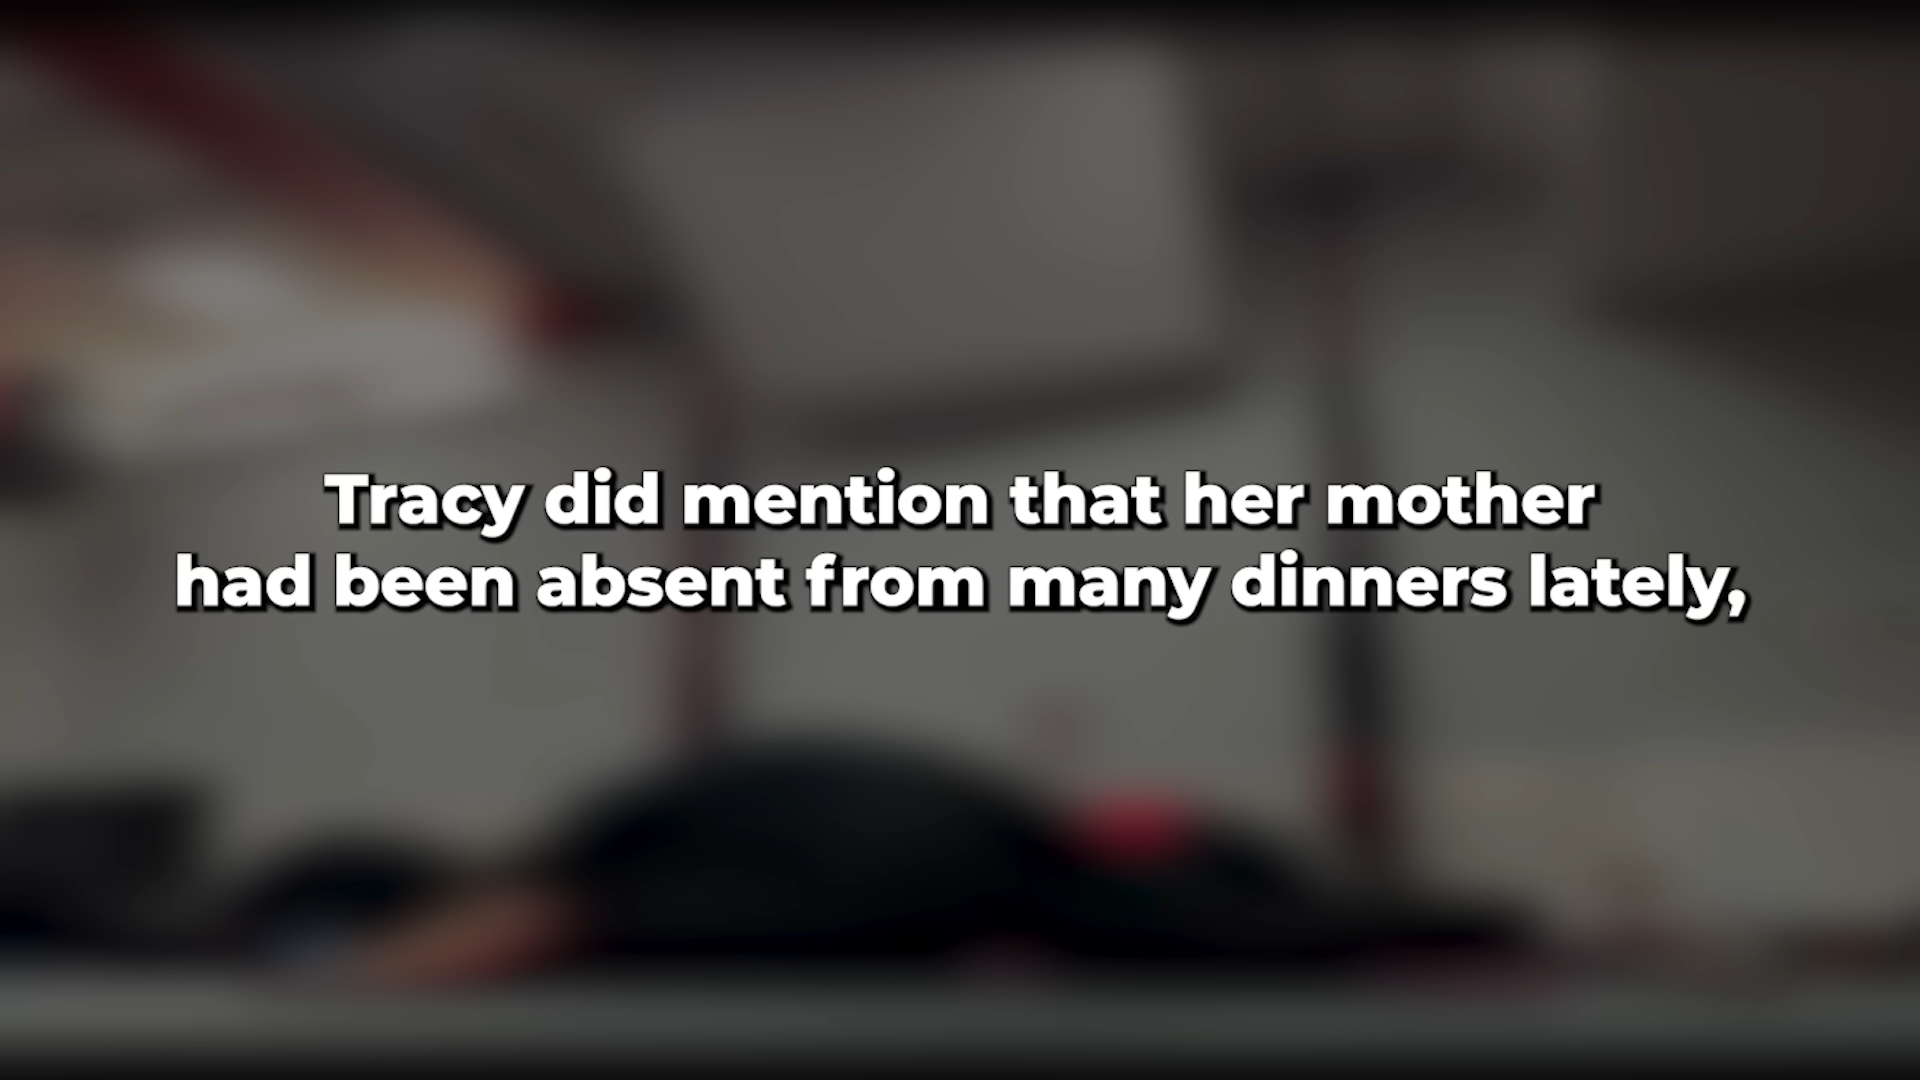 Tracy did mention that her mother
had been absent from many dinners lately,